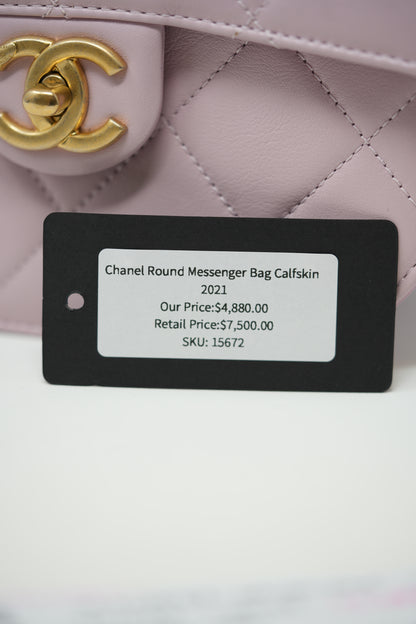 Chanel Round Messenger Bag Calfskin
2021
Our Price:$4,880.00
Retail Price:$7,500.00
SKU: 15672